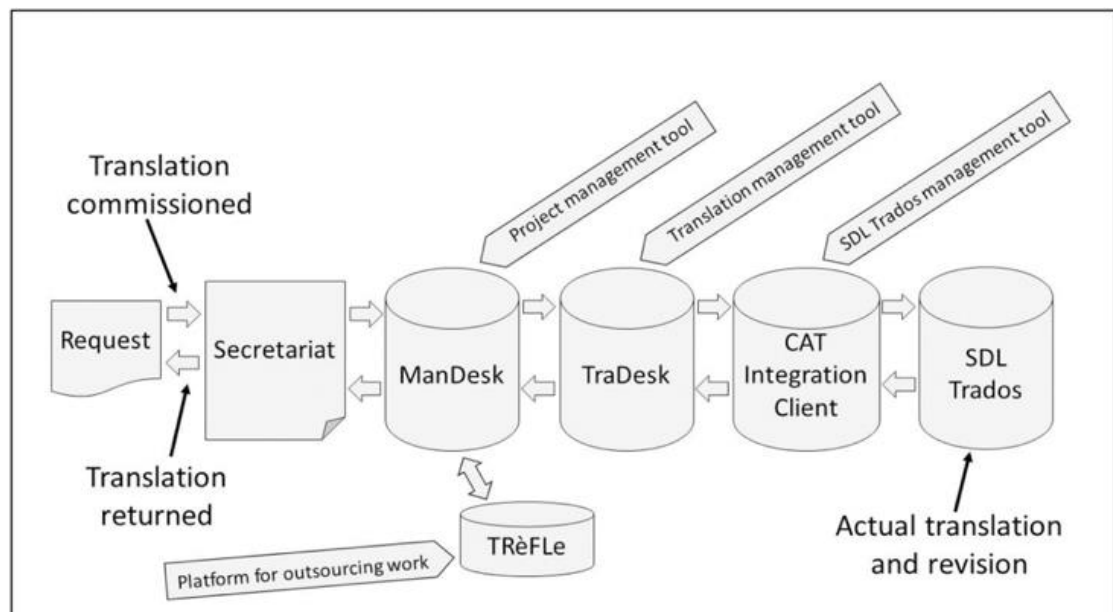 Project management tool
Translation management tool
SDL Trados management tool
Translation
commissioned
Request
Secretariat
ManDesk
TraDesk
CAT
Integration
Client
SDL
Trados
Translation
returned
TRèFLe
Platform for outsourcing work
Actual translation
and revision